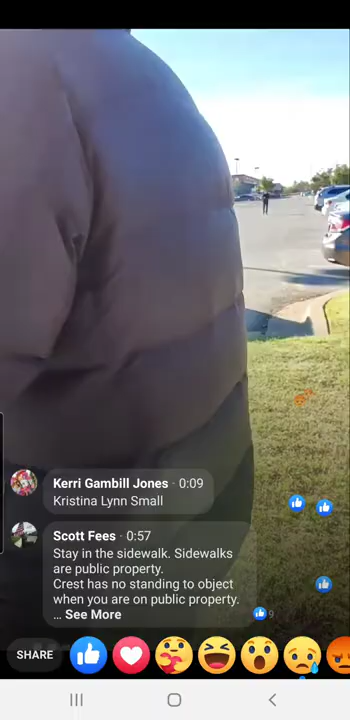 Kerri Gambill Jones · 0:09
Kristina Lynn Small
Scott Fees · 0:57
Stay in the sidewalk. Sidewalks
are public property.
Crest has no standing to object
when you are on public property.
... See More
9
SHARE